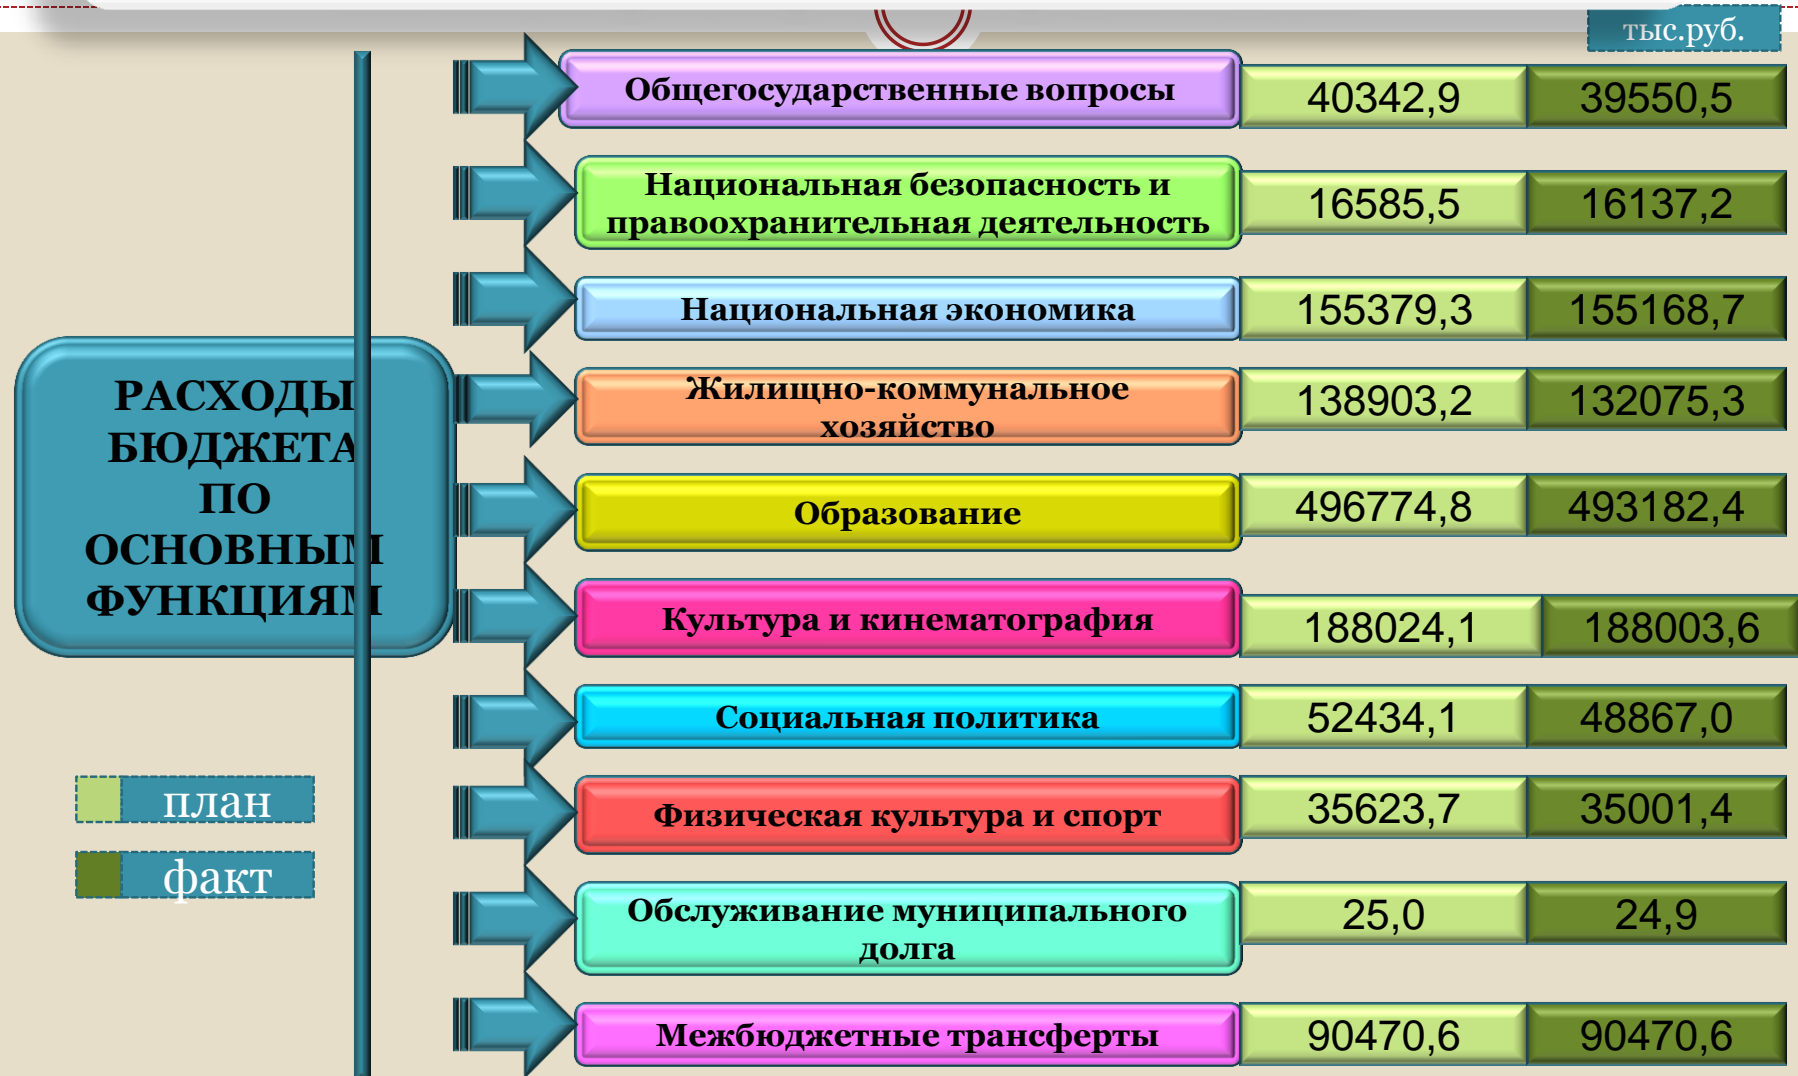 тыс.руб.
Общегосударственные вопросы
40342,9
39550,5
Национальная безопасность и
правоохранительная деятельность
16585,5
16137,2
Национальная экономика
155379,3
155168,7
Жилищно-коммунальное
хозяйство
138903,2
132075,3
Образование
496774,8
493182,4
Культура и кинематография
188024,1
188003,6
Социальная политика
52434,1
48867,0
Физическая культура и спорт
35623,7
35001,4
Обслуживание муниципального
долга
25,0
24,9
Межбюджетные трансферты
90470,6
90470,6
РАСХОДЫ
БЮДЖЕТА
ПО
ОСНОВНЫМ
ФУНКЦИЯМ
план
факт